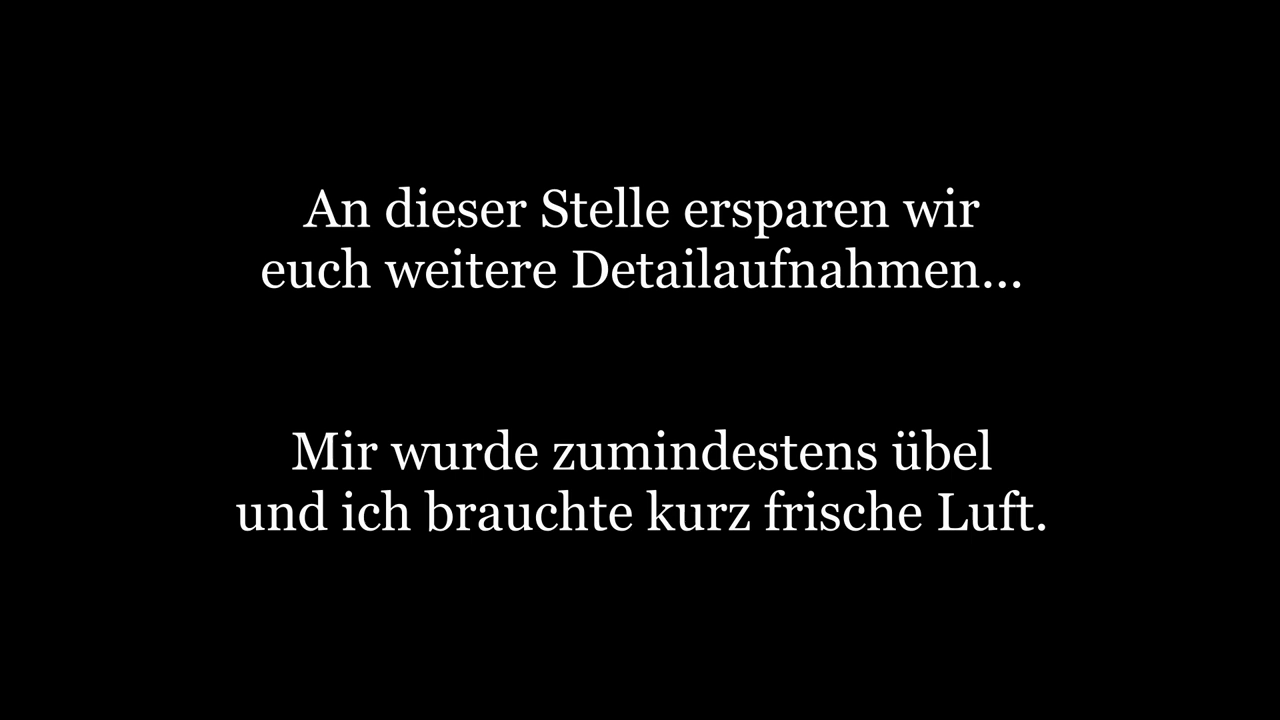 An dieser Stelle ersparen wir
euch weitere Detailaufnahmen...
Mir wurde zumindestens übel
und ich brauchte kurz frische Luft.